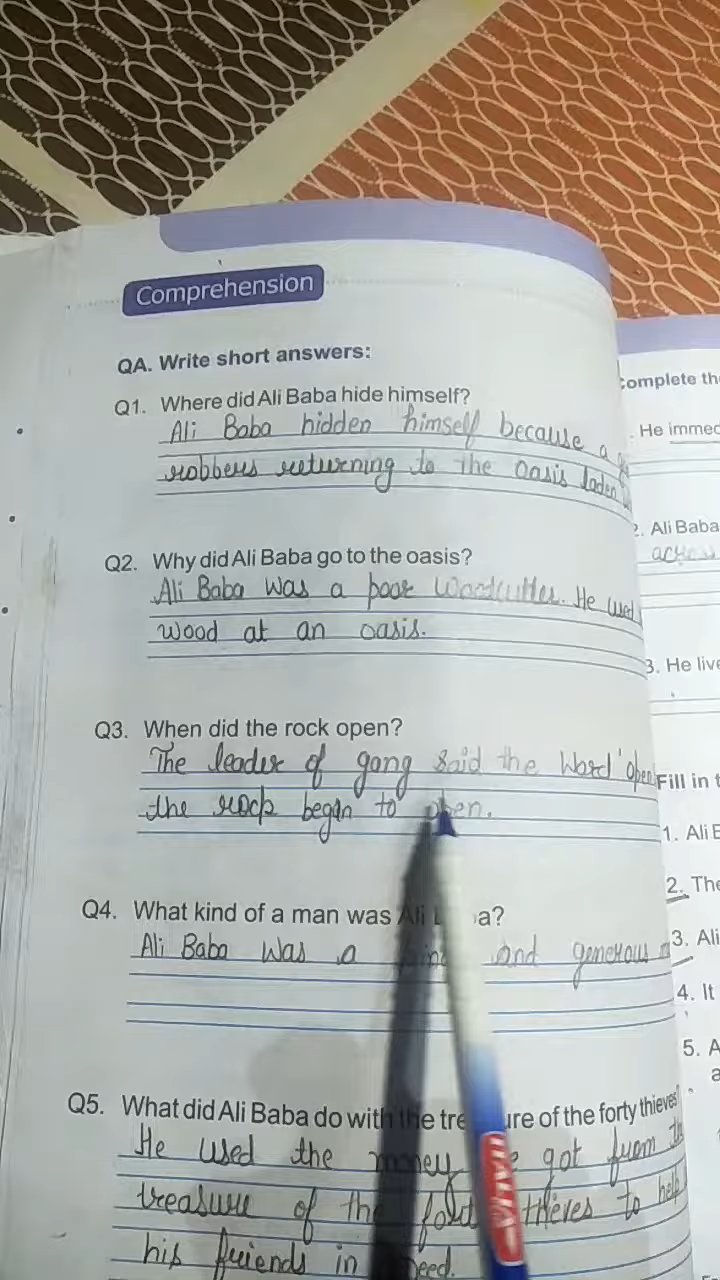 Comprehension
QA. Write short answers:
Q1. Where did Ali Baba hide himself?
Ali Baba hidden himself because a
robbers returning to the oasis laden
Q2. Why did Ali Baba go to the oasis?
Ali Baba was a poor Woodcutter. He used
wood at an oasis.
Q3. When did the rock open?
The leader of gang said the word 'open
the rock began to open.
Q4. What kind of a man was Ali
Ali Baba was a and generous
Q5. What did Ali Baba do with the of the forty thieves
He used the money got from
treasure of the thieves to help
his friends in
complete th
. He immed
2. Ali Baba
across
3. He live
Fill in t
1. Ali B
2. The
3. Ali
4. It
5. A
ITALIA